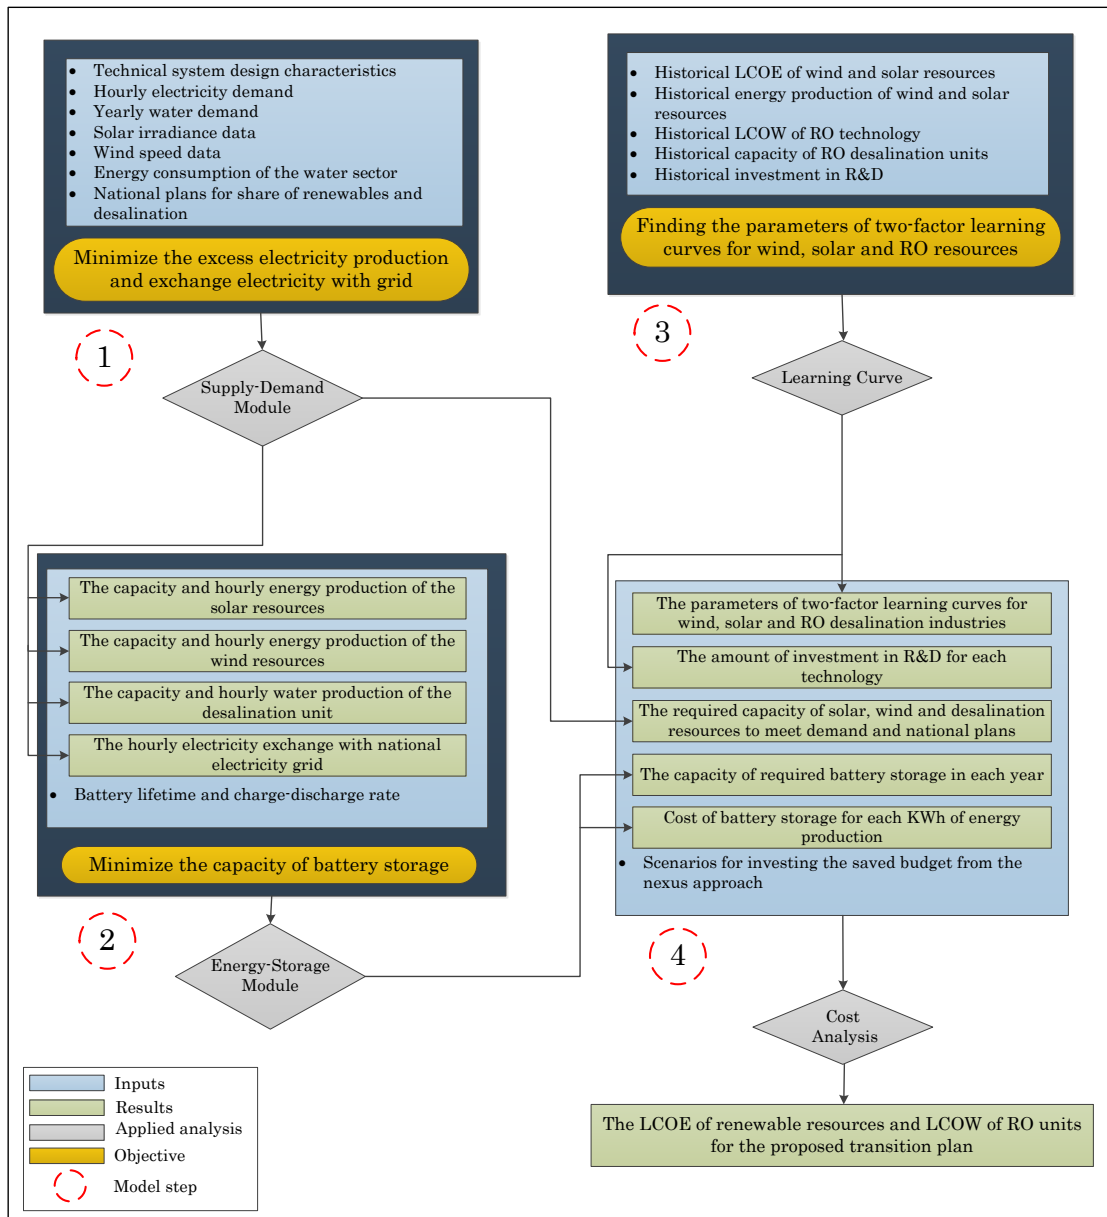 • Technical system design characteristics
• Hourly electricity demand
• Yearly water demand
• Solar irradiance data
• Wind speed data
• Energy consumption of the water sector
• National plans for share of renewables and
desalination
Minimize the excess electricity production
and exchange electricity with grid
1
Supply-Demand
Module
The capacity and hourly energy production of the
solar resources
The capacity and hourly energy production of the
wind resources
The capacity and hourly water production of the
desalination unit
The hourly electricity exchange with national
electricity grid
• Battery lifetime and charge-discharge rate
Minimize the capacity of battery storage
2
Energy-Storage
Module
• Historical LCOE of wind and solar resources
• Historical energy production of wind and solar
resources
• Historical LCOW of RO technology
• Historical capacity of RO desalination units
• Historical investment in R&D
Finding the parameters of two-factor learning
curves for wind, solar and RO resources
3
Learning Curve
The parameters of two-factor learning curves for
wind, solar and RO desalination industries
The amount of investment in R&D for each
technology
The required capacity of solar, wind and desalination
resources to meet demand and national plans
The capacity of required battery storage in each year
Cost of battery storage for each KWh of energy
production
• Scenarios for investing the saved budget from the
nexus approach
4
Cost
Analysis
The LCOE of renewable resources and LCOW of RO units
for the proposed transition plan
Inputs
Results
Applied analysis
Objective
Model step